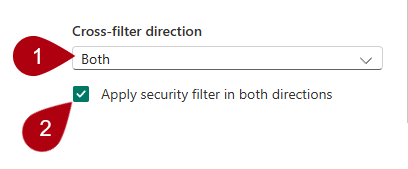 Cross-filter direction
1
Both
Apply security filter in both directions
2